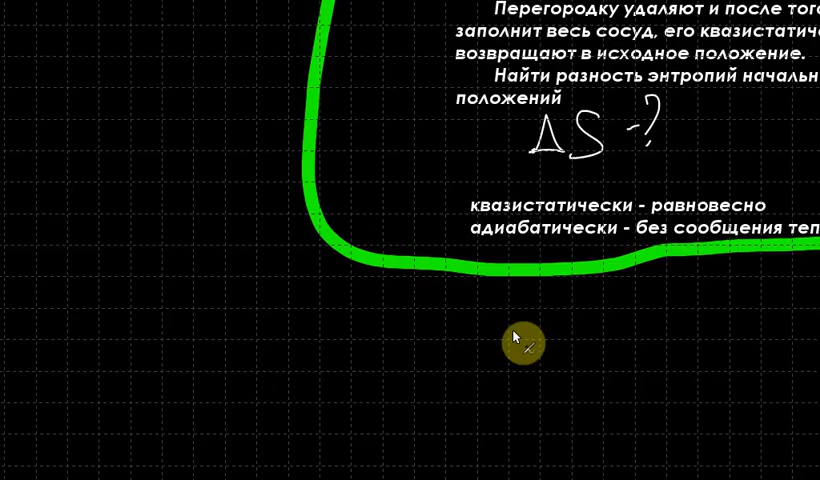 Перегородку удаляют и после того
заполнит весь сосуд, его квазистатич
возвращают в исходное положение.
Найти разность энтропий начальн
положений
ΔS -?
квазистатически - равновесно
адиабатически - без сообщения теп